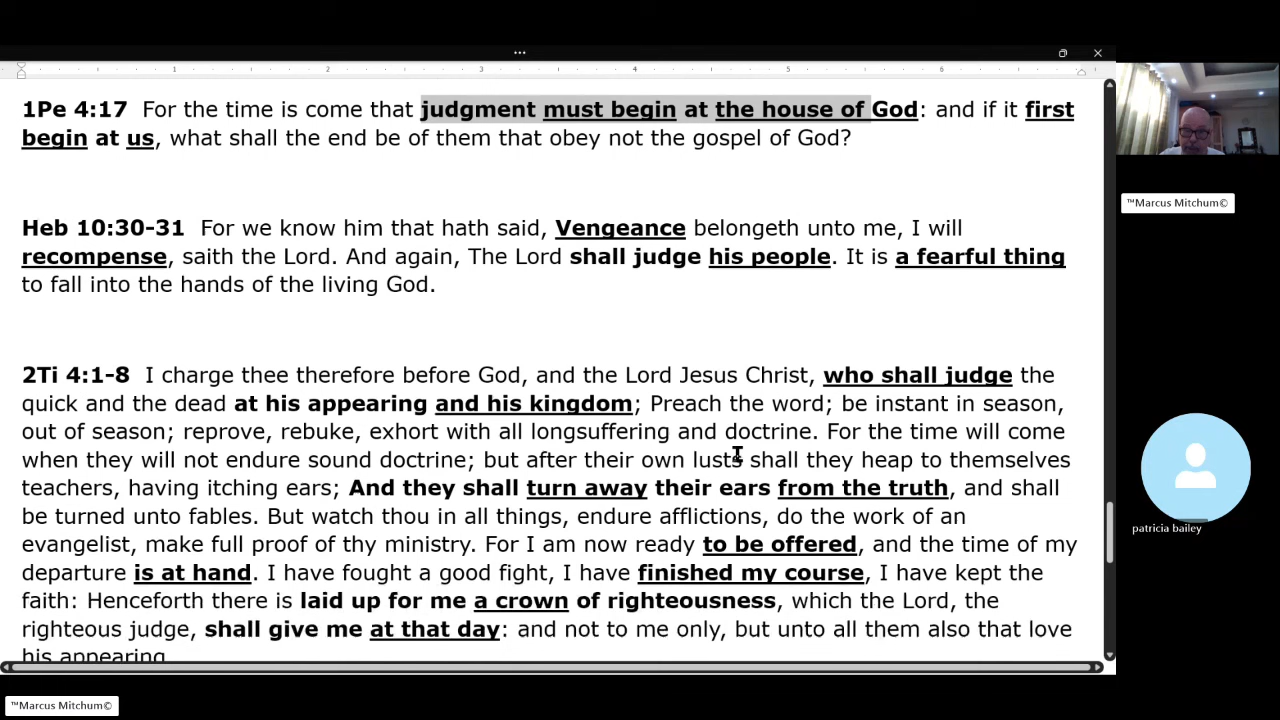 1Pe 4:17  For the time is come that judgment must begin at the house of God: and if it first
begin at us, what shall the end be of them that obey not the gospel of God?
Heb 10:30-31  For we know him that hath said, Vengeance belongeth unto me, I will
recompense, saith the Lord. And again, The Lord shall judge his people. It is a fearful thing
to fall into the hands of the living God.
2Ti 4:1-8  I charge thee therefore before God, and the Lord Jesus Christ, who shall judge the
quick and the dead at his appearing and his kingdom; Preach the word; be instant in season,
out of season; reprove, rebuke, exhort with all longsuffering and doctrine. For the time will come
when they will not endure sound doctrine; but after their own lusts shall they heap to themselves
teachers, having itching ears; And they shall turn away their ears from the truth, and shall
be turned unto fables. But watch thou in all things, endure afflictions, do the work of an
evangelist, make full proof of thy ministry. For I am now ready to be offered, and the time of my
departure is at hand. I have fought a good fight, I have finished my course, I have kept the
faith: Henceforth there is laid up for me a crown of righteousness, which the Lord, the
righteous judge, shall give me at that day: and not to me only, but unto all them also that love
his appearing.
1 2 3 4 5 6
™Marcus Mitchum©
patricia bailey
™Marcus Mitchum©